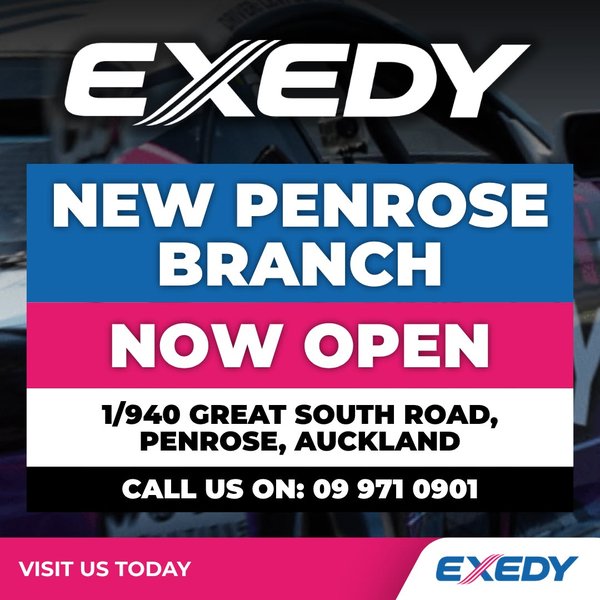 EXEDY
NEW PENROSE
BRANCH
NOW OPEN
1/940 GREAT SOUTH ROAD,
PENROSE, AUCKLAND
CALL US ON: 09 971 0901
VISIT US TODAY
EXEDY